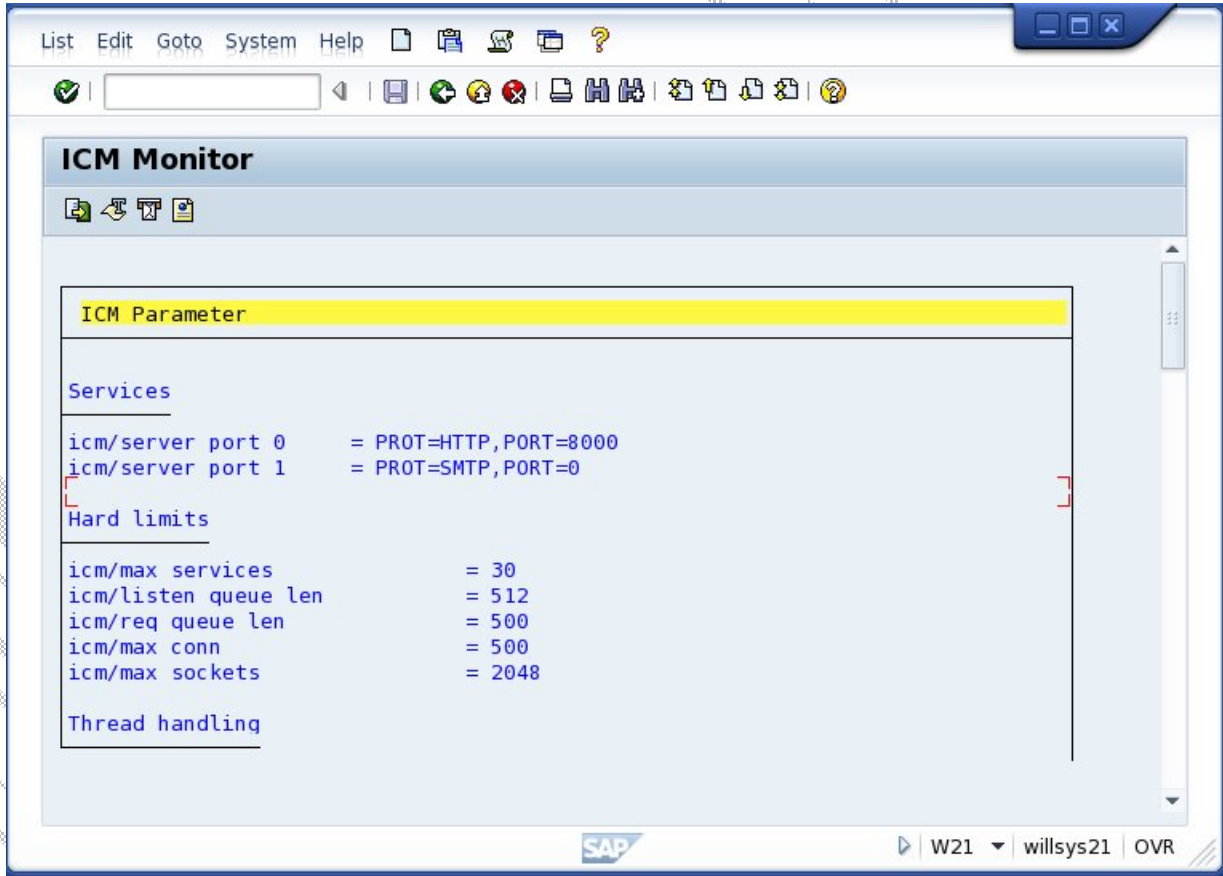 List Edit Goto System Help
ICM Monitor
ICM Parameter
Services
icm/server port 0 = PROT=HTTP,PORT=8000
icm/server port 1 = PROT=SMTP,PORT=0
Hard limits
icm/max services = 30
icm/listen queue len = 512
icm/req queue len = 500
icm/max conn = 500
icm/max sockets = 2048
Thread handling
SAP W21 willsys21 OVR